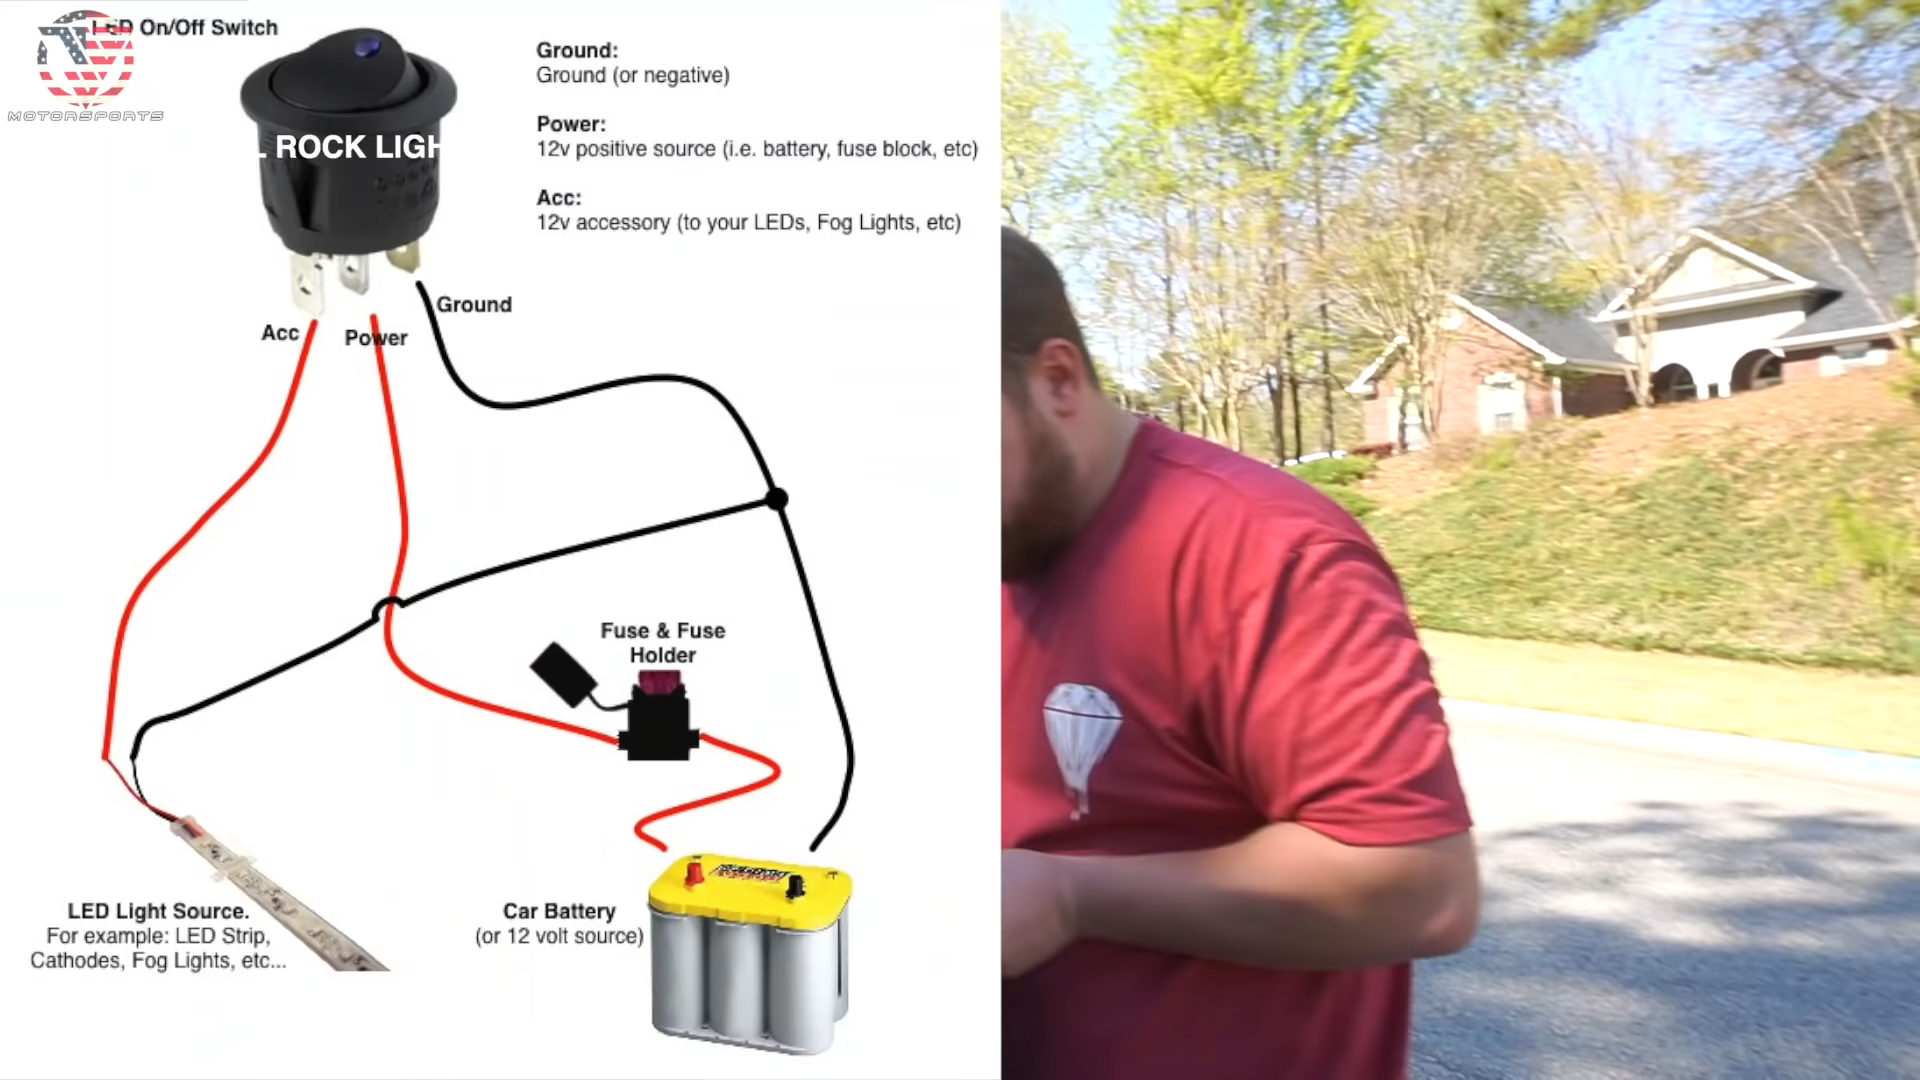 LED On/Off Switch
MOTORSPORTS
L ROCK LIGH
Ground:
Ground (or negative)
Power:
12v positive source (i.e. battery, fuse block, etc)
Acc:
12v accessory (to your LEDs, Fog Lights, etc)
Ground
Acc
Power
Fuse & Fuse
Holder
LED Light Source.
For example: LED Strip,
Cathodes, Fog Lights, etc...
Car Battery
(or 12 volt source)